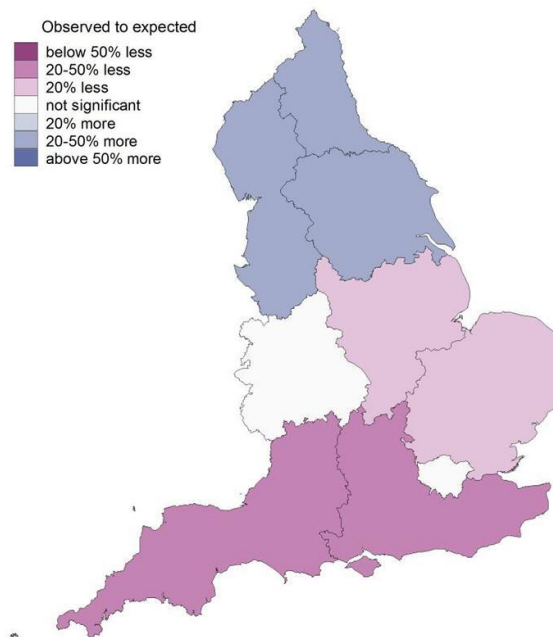 Observed to expected
below 50% less
20-50% less
20% less
not significant
20% more
20-50% more
above 50% more